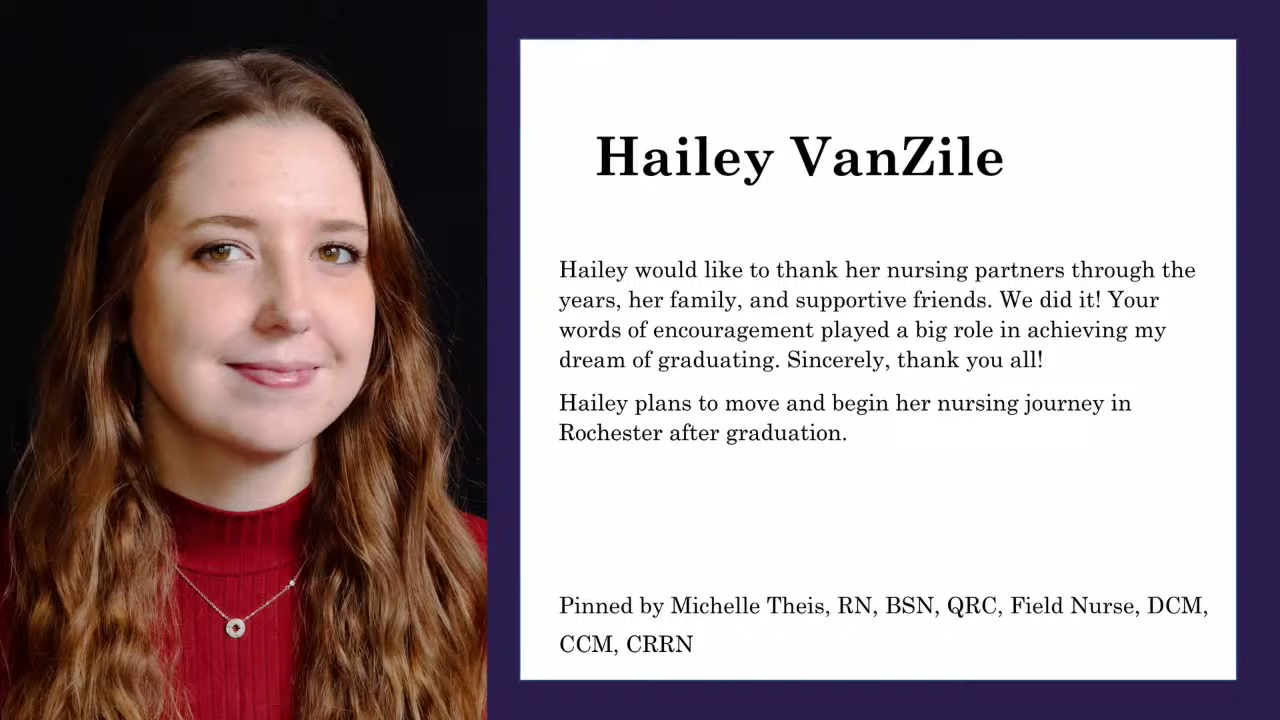 Hailey VanZile
Hailey would like to thank her nursing partners through the
years, her family, and supportive friends. We did it! Your
words of encouragement played a big role in achieving my
dream of graduating. Sincerely, thank you all!
Hailey plans to move and begin her nursing journey in
Rochester after graduation.
Pinned by Michelle Theis, RN, BSN, QRC, Field Nurse, DCM,
CCM, CRRN